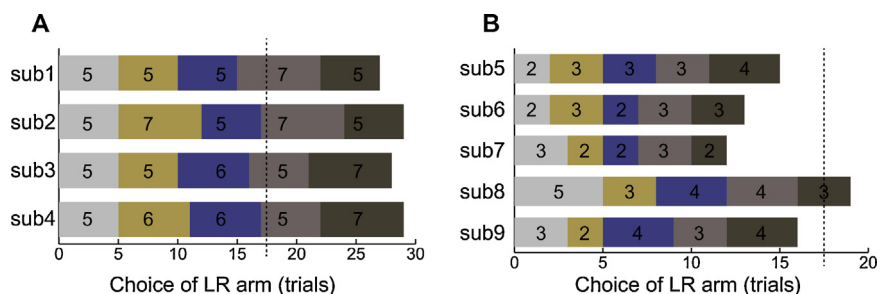 A
sub1 5 5 5 7 5
sub2 5 7 5 7 5
sub3 5 5 6 5 7
sub4 5 6 6 5 7
0 5 10 15 20 25 30
Choice of LR arm (trials)
B
sub5 2 3 3 3 4
sub6 2 3 2 3 3
sub7 3 2 2 3 2
sub8 5 3 4 4 3
sub9 3 2 4 3 4
0 5 10 15 20
Choice of LR arm (trials)